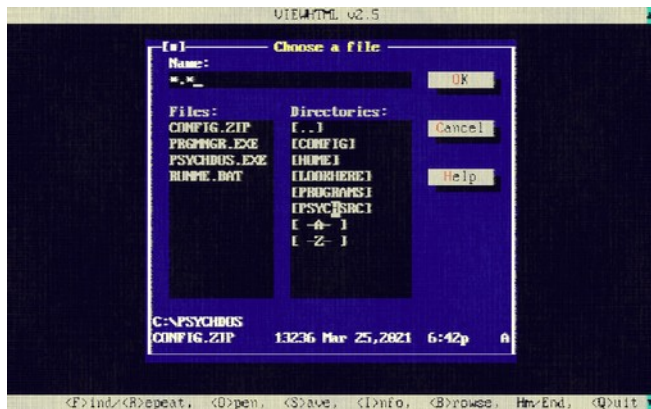 VIEWHTML v2.5
[■] Choose a file
Name:
*.*_
OK
Files:
Directories:
CONFIG.ZIP
PRGMNGR.EXE
PSYCHDOS.EXE
RUNME.BAT
[..]
[CONFIG]
[HOME]
[LOOKHERE]
[PROGRAMS]
[PSYCHSRC]
[ -A- ]
[ -Z- ]
Cancel
Help
C:\PSYCHDOS
CONFIG.ZIP 13236 Mar 25,2021 6:42p A
<F>ind/<R>epeat, <O>pen, <S>ave, <I>nfo, <B>rowse, Hm/End, <Q>uit